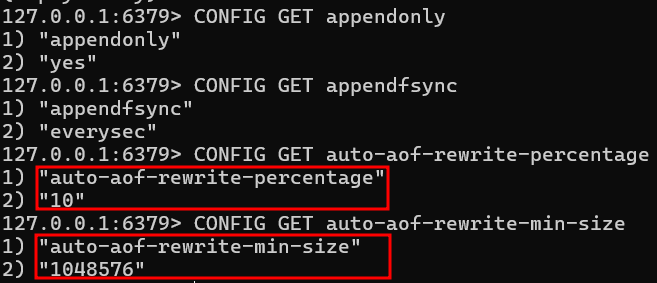 127.0.0.1:6379> CONFIG GET appendonly
1) "appendonly"
2) "yes"
127.0.0.1:6379> CONFIG GET appendfsync
1) "appendfsync"
2) "everysec"
127.0.0.1:6379> CONFIG GET auto-aof-rewrite-percentage
1) "auto-aof-rewrite-percentage"
2) "10"
127.0.0.1:6379> CONFIG GET auto-aof-rewrite-min-size
1) "auto-aof-rewrite-min-size"
2) "1048576"